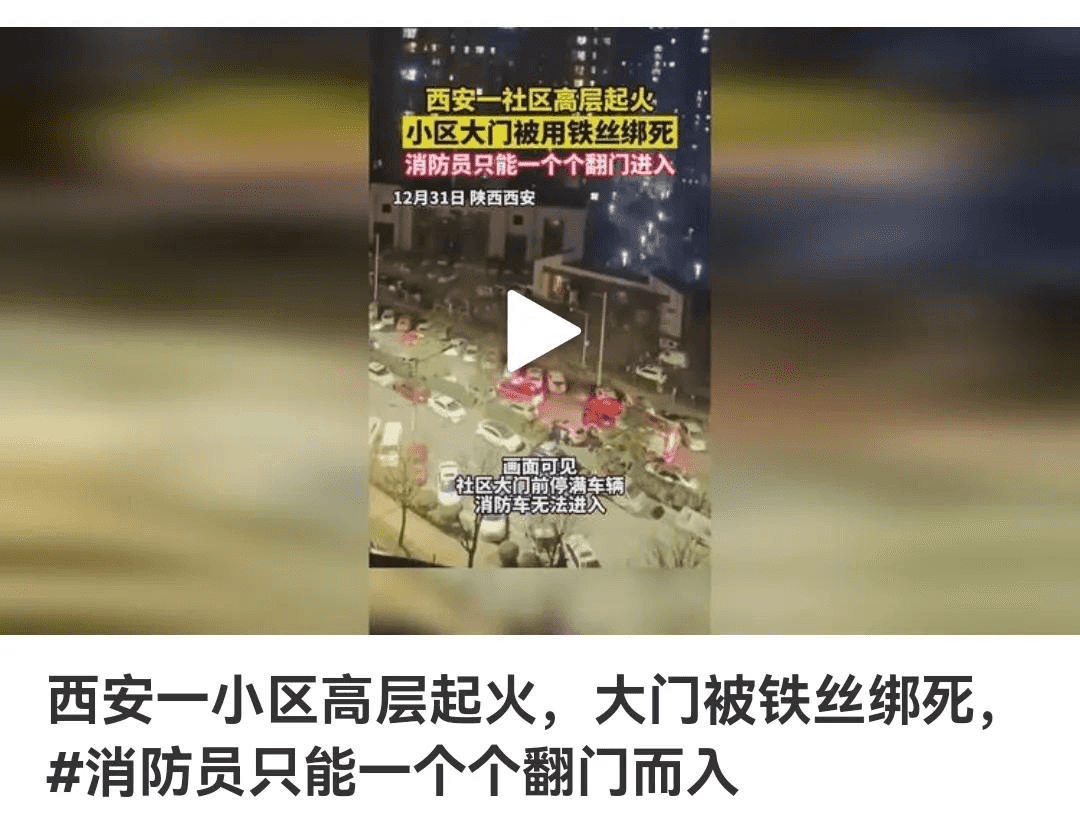 西安一社区高层起火
小区大门被用铁丝绑死
消防员只能一个个翻门进入
12月31日 陕西西安
画面可见
社区大门前停满车辆
消防车无法进入
西安一小区高层起火，大门被铁丝绑死，
#消防员只能一个个翻门而入